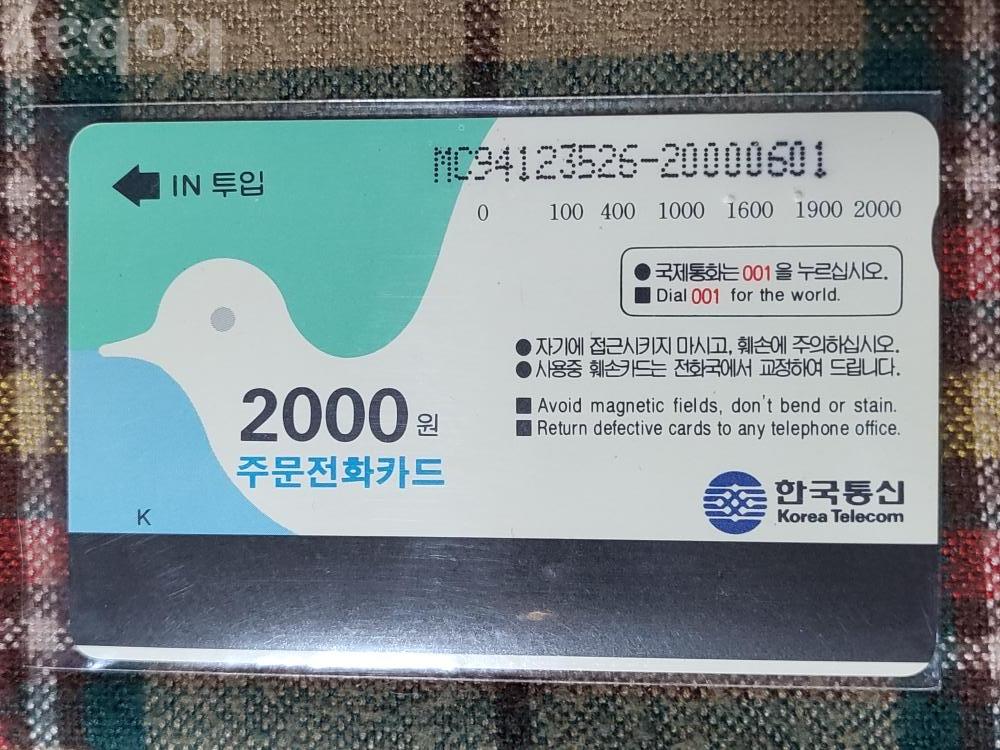 kobay
IN 투입
MC94123526-20000601
0 100 400 1000 1600 1900 2000
● 국제통화는 001 을 누르십시오.
■ Dial 001 for the world.
● 자기에 접근시키지 마시고, 훼손에 주의하십시오.
● 사용중 훼손카드는 전화국에서 교정하여 드립니다.
■ Avoid magnetic fields, don't bend or stain.
■ Return defective cards to any telephone office.
2000 원
주문전화카드
K
한국통신
Korea Telecom